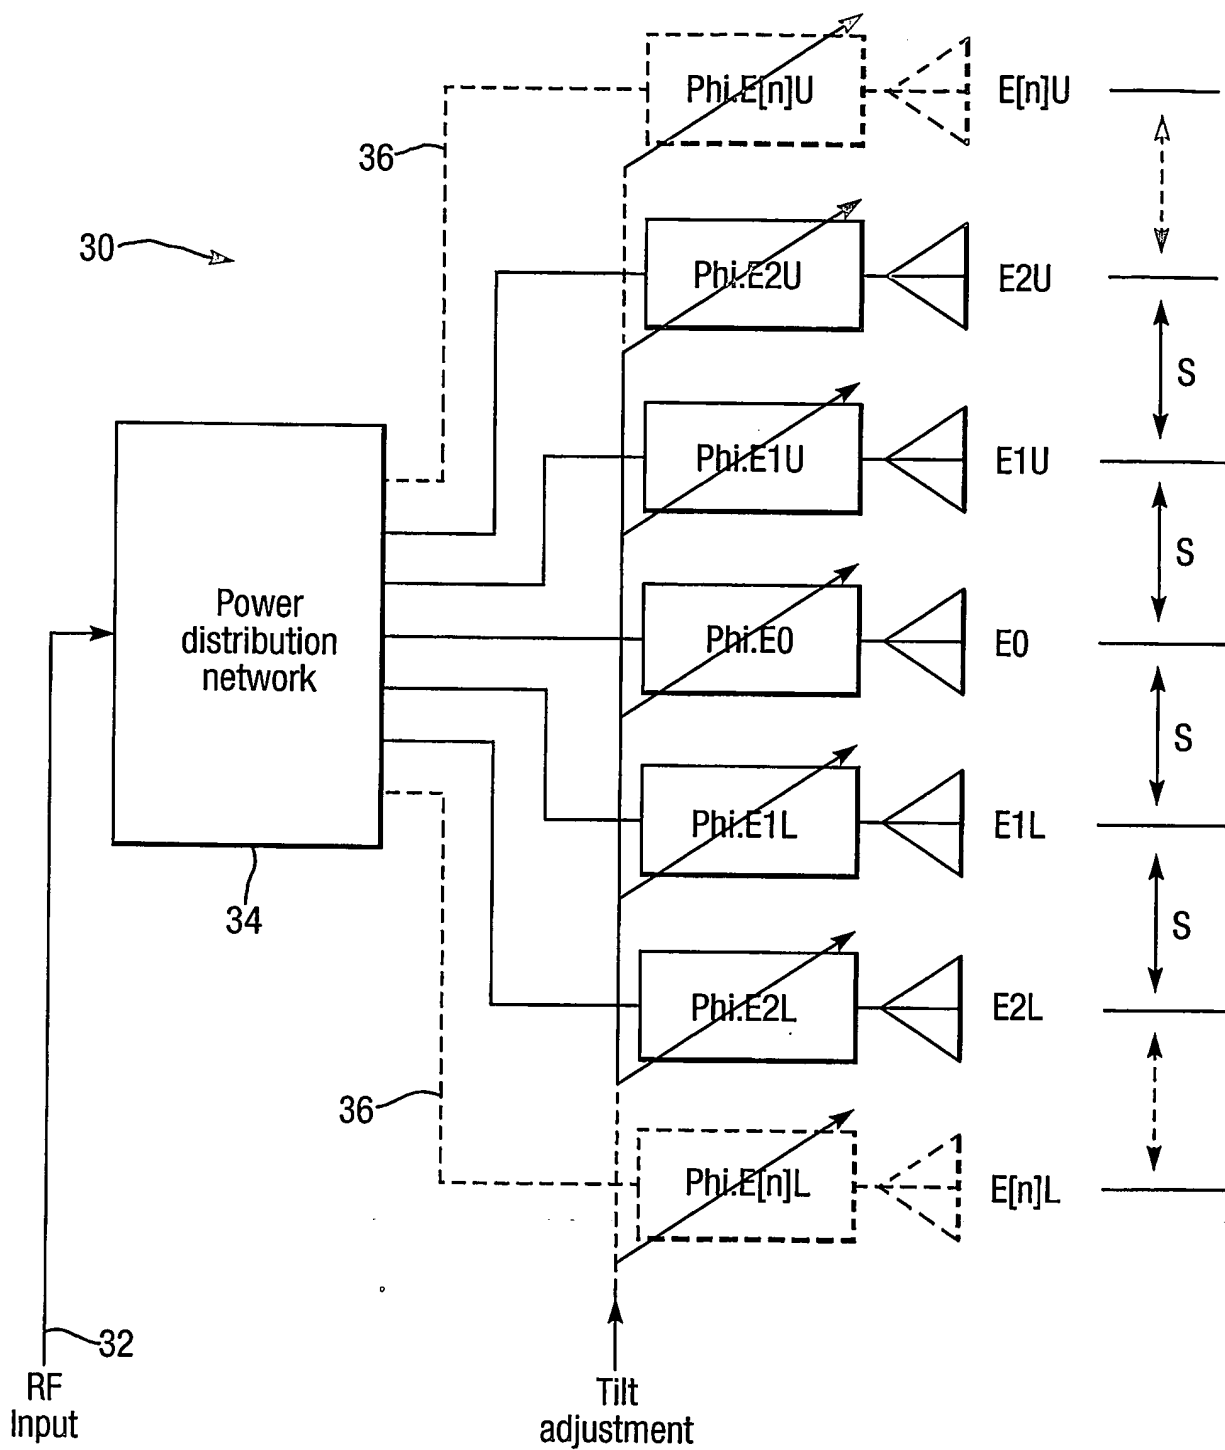 Phi.E[n]U
E[n]U
36
30
Phi.E2U
E2U
S
Phi.E1U
E1U
S
Power
distribution
network
Phi.E0
E0
S
Phi.E1L
E1L
34
S
Phi.E2L
E2L
36
Phi.E[n]L
E[n]L
32
RF
Input
Tilt
adjustment